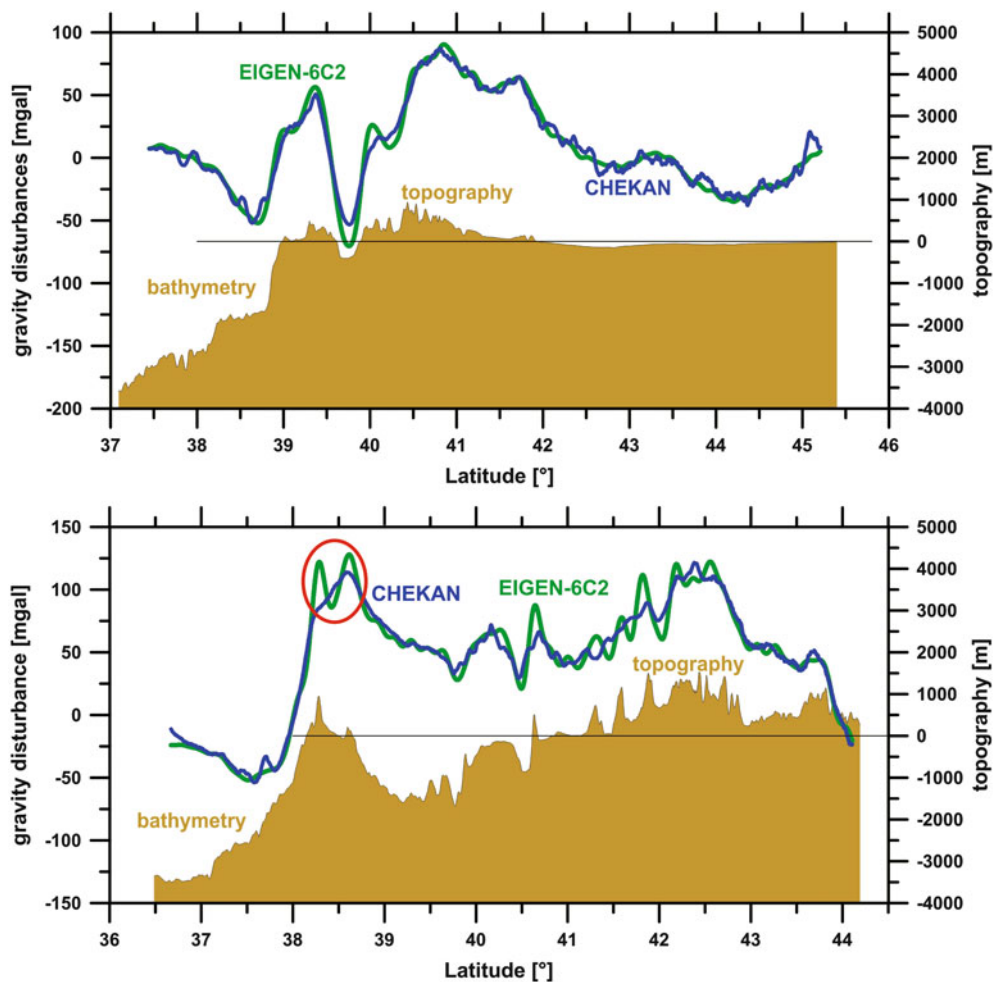 100
50
0
-50
-100
-150
-200
gravity disturbances [mgal]
EIGEN-6C2
CHEKAN
topography
bathymetry
5000
4000
3000
2000
1000
0
-1000
-2000
-3000
-4000
topography [m]
37 38 39 40 41 42 43 44 45 46
Latitude [°]
150
100
50
0
-50
-100
-150
gravity disturbance [mgal]
CHEKAN
EIGEN-6C2
topography
bathymetry
5000
4000
3000
2000
1000
0
-1000
-2000
-3000
-4000
topography [m]
36 37 38 39 40 41 42 43 44
Latitude [°]